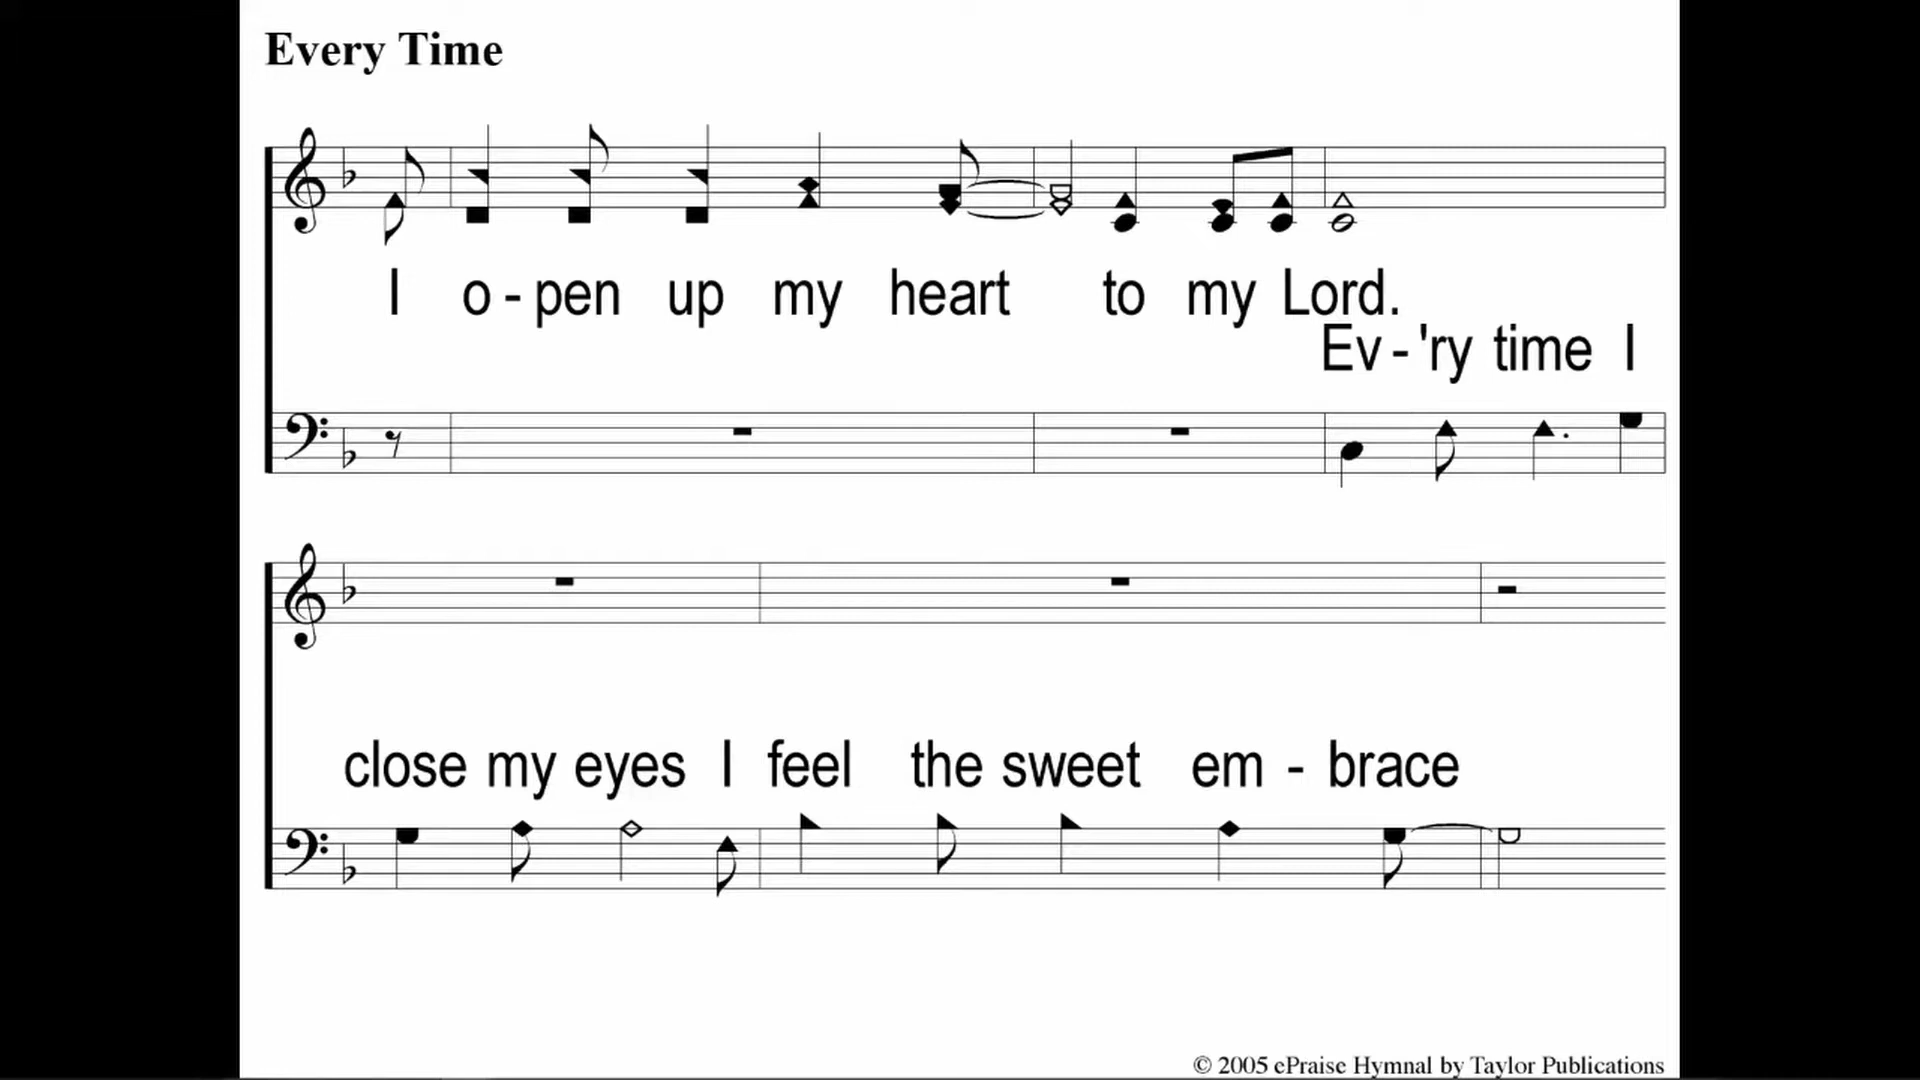 Every Time
I o - pen up my heart to my Lord.
Ev - 'ry time I
close my eyes I feel the sweet em - brace
© 2005 ePraise Hymnal by Taylor Publications